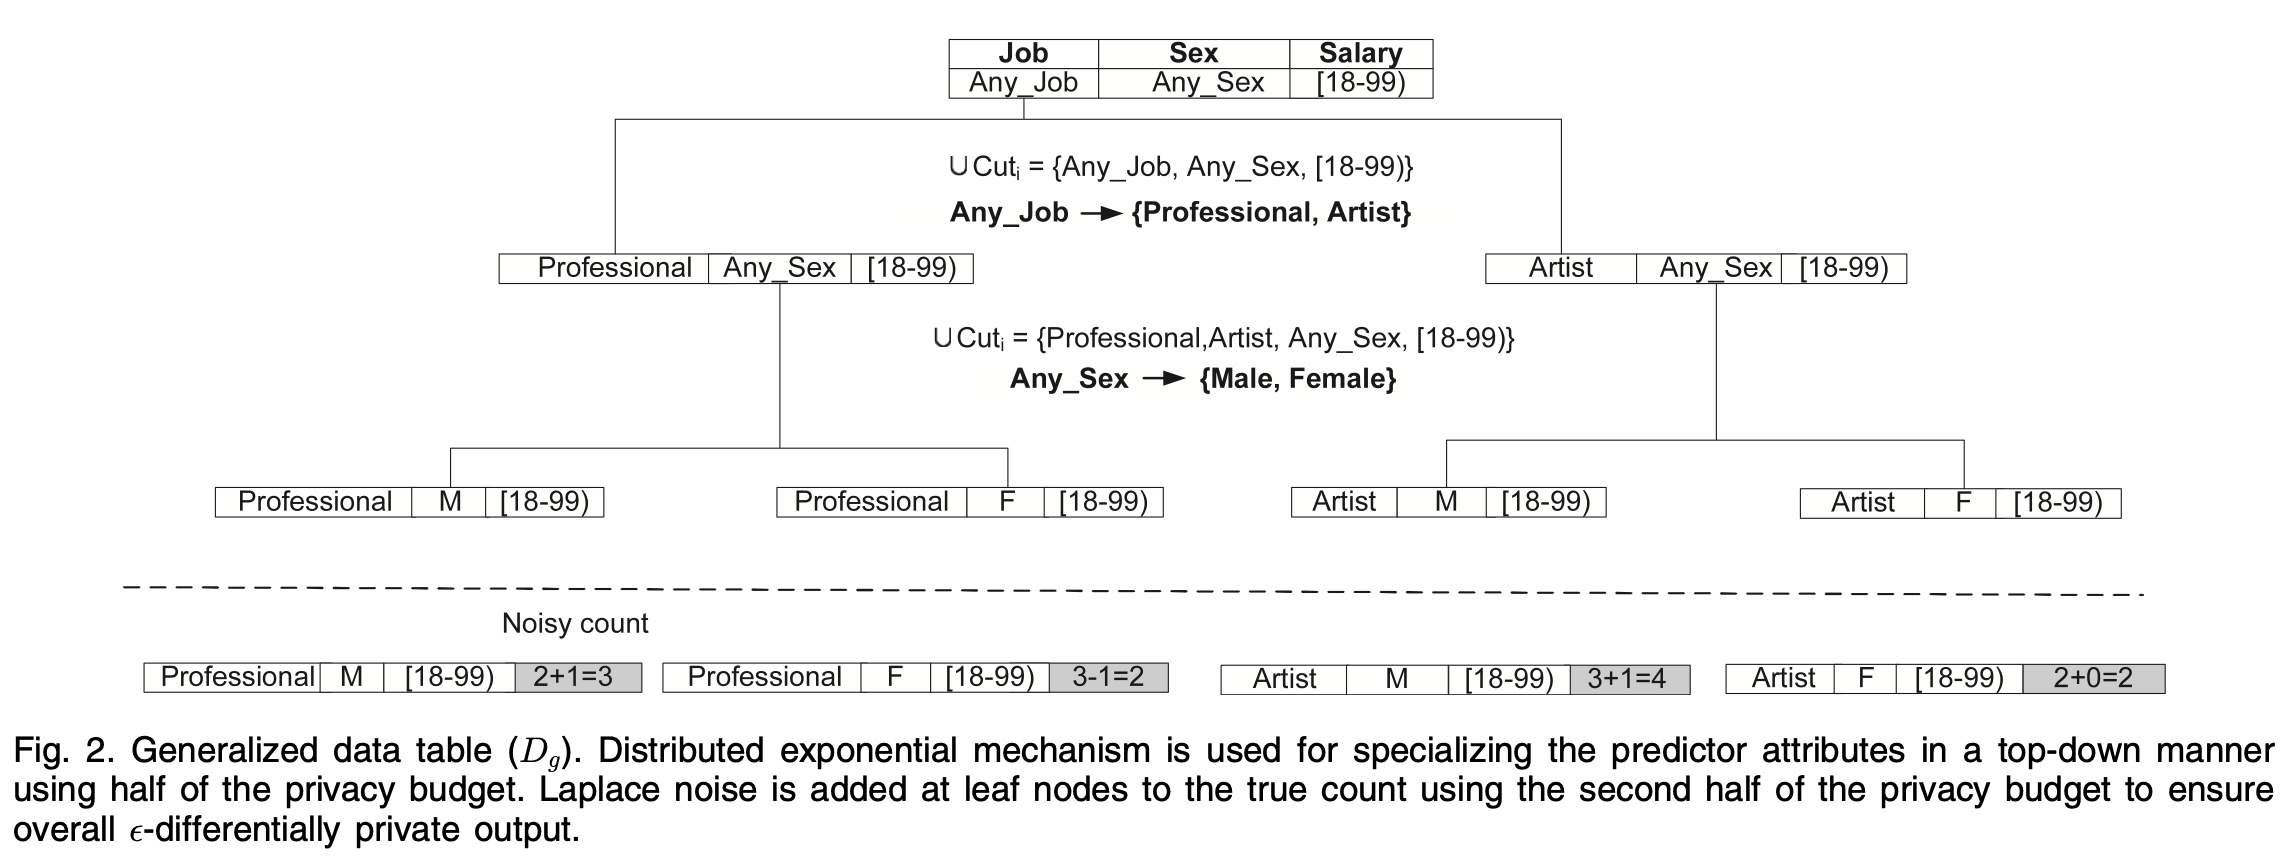 Job Sex Salary
Any_Job Any_Sex [18-99)
∪Cutᵢ = {Any_Job, Any_Sex, [18-99)}
Any_Job → {Professional, Artist}
Professional Any_Sex [18-99) Artist Any_Sex [18-99)
∪Cutᵢ = {Professional,Artist, Any_Sex, [18-99)}
Any_Sex → {Male, Female}
Professional M [18-99) Professional F [18-99) Artist M [18-99) Artist F [18-99)
Noisy count
Professional M [18-99) 2+1=3 Professional F [18-99) 3-1=2 Artist M [18-99) 3+1=4 Artist F [18-99) 2+0=2
Fig. 2. Generalized data table (D_g). Distributed exponential mechanism is used for specializing the predictor attributes in a top-down manner
using half of the privacy budget. Laplace noise is added at leaf nodes to the true count using the second half of the privacy budget to ensure
overall ϵ-differentially private output.